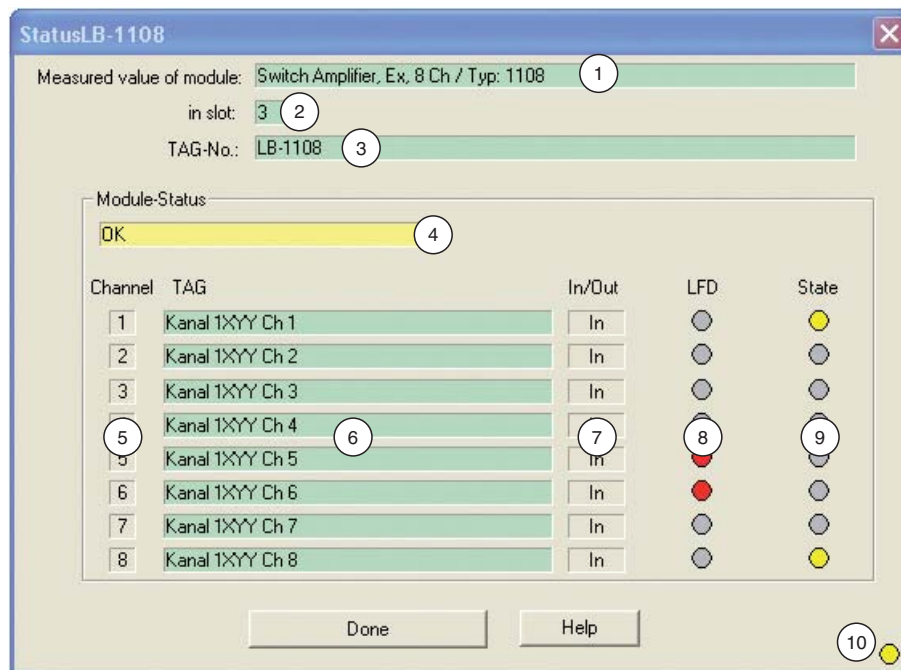 StatusLB-1108
Measured value of module: Switch Amplifier, Ex, 8 Ch / Typ: 1108 1
in slot: 3 2
TAG-No.: LB-1108 3
Module-Status
OK 4
Channel TAG In/Out LFD State
1 Kanal 1XYY Ch 1 In
2 Kanal 1XYY Ch 2 In
3 Kanal 1XYY Ch 3 In
Kanal 1XYY Ch 4
5 6 7 8 9
5 Kanal 1XYY Ch 5 In
6 Kanal 1XYY Ch 6 In
7 Kanal 1XYY Ch 7 In
8 Kanal 1XYY Ch 8 In
Done Help
10